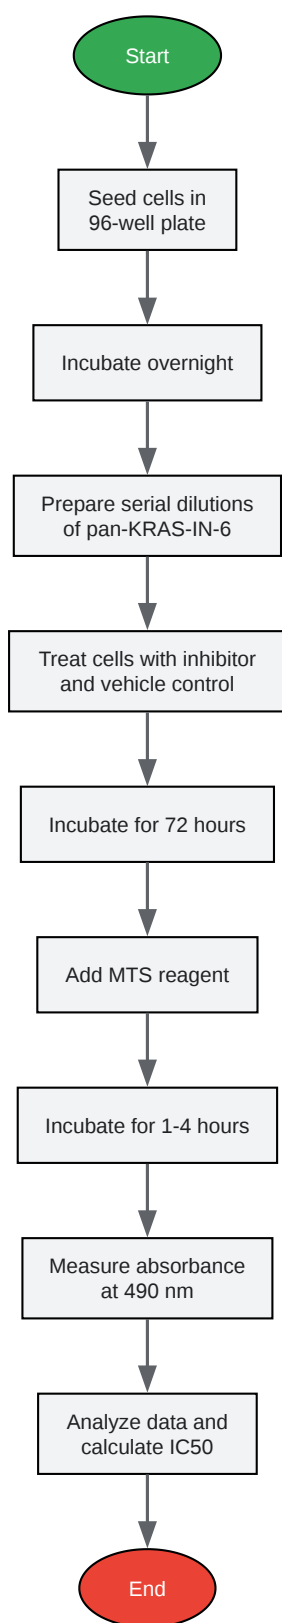 Start
Seed cells in
96-well plate
Incubate overnight
Prepare serial dilutions
of pan-KRAS-IN-6
Treat cells with inhibitor
and vehicle control
Incubate for 72 hours
Add MTS reagent
Incubate for 1-4 hours
Measure absorbance
at 490 nm
Analyze data and
calculate IC50
End